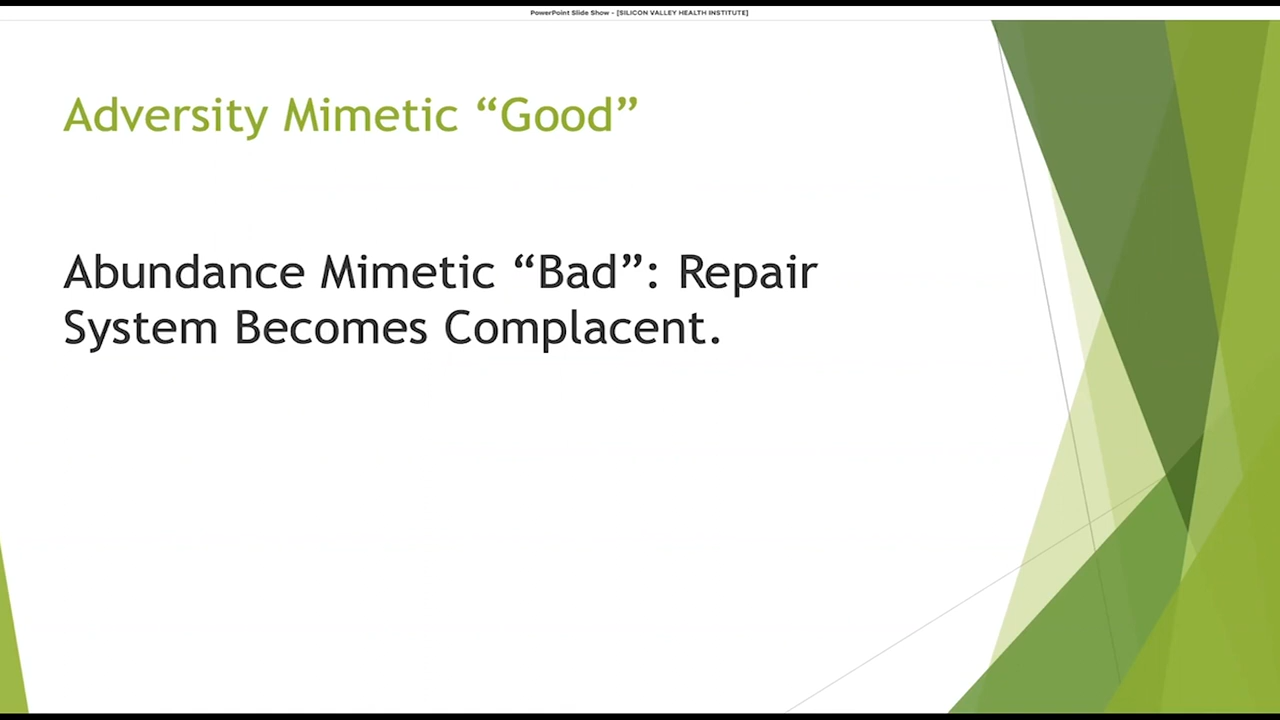 PowerPoint Slide Show - [SILICON VALLEY HEALTH INSTITUTE]
Adversity Mimetic “Good”
Abundance Mimetic “Bad”: Repair
System Becomes Complacent.